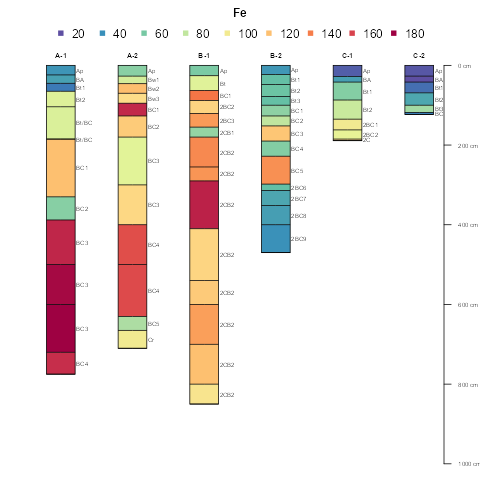 Fe
20 40 60 80 100 120 140 160 180
A-1 A-2 B-1 B-2 C-1 C-2
Ap
BA
Bt1
Bt2
Bt/BC
Bt/BC
BC1
BC2
BC3
BC3
BC3
BC4
Ap
Bw1
Bw2
Bw3
BC1
BC2
BC3
BC3
BC4
BC4
BC5
Cr
Ap
Bt
BC1
2BC2
2BC3
2CB1
2CB2
2CB2
2CB2
2CB2
2CB2
2CB2
2CB2
2CB2
Ap
Bt1
Bt2
Bt3
BC1
BC2
BC3
BC4
BC5
2BC6
2BC7
2BC8
2BC9
Ap
BA
Bt1
Bt2
2BC1
2BC2
2C
Ap
BA
Bt1
Bt2
BC
0 cm
200 cm
400 cm
600 cm
800 cm
1000 cm